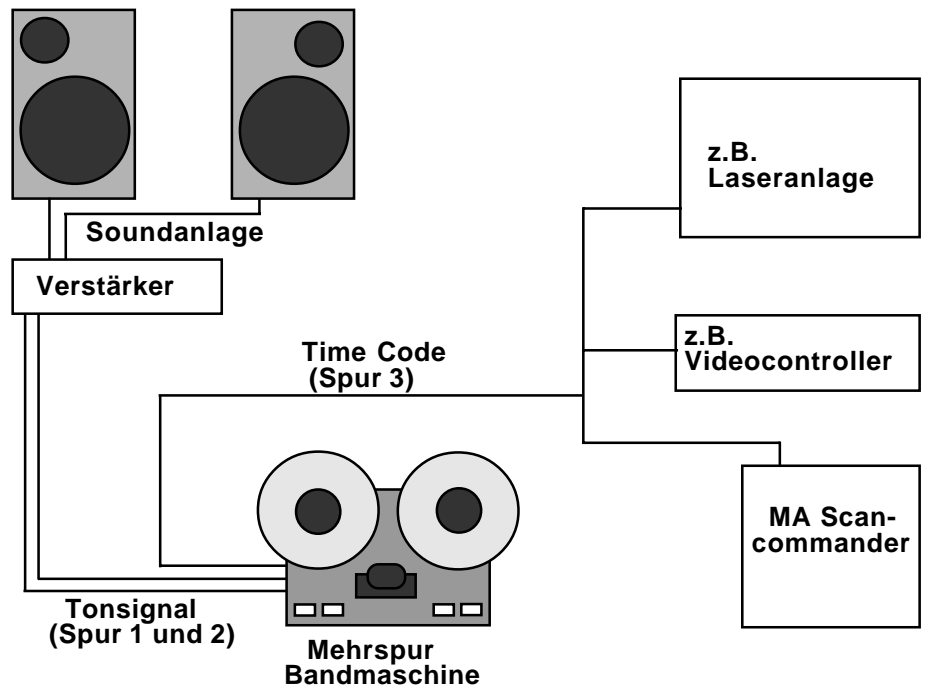 z.B.
Laseranlage
Soundanlage
Verstärker
z.B.
Videocontroller
Time Code
(Spur 3)
MA Scan-
commander
Tonsignal
(Spur 1 und 2)
Mehrspur
Bandmaschine